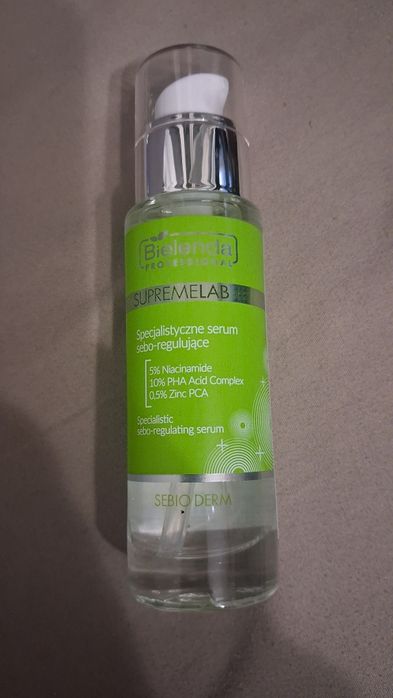 Bielenda
PROFESSIONAL
SUPREMELAB
Specjalistyczne serum
sebo-regulujące
5% Niacinamide
10% PHA Acid Complex
0,5% Zinc PCA
Specialistic
sebo-regulating serum
SEBIO DERM